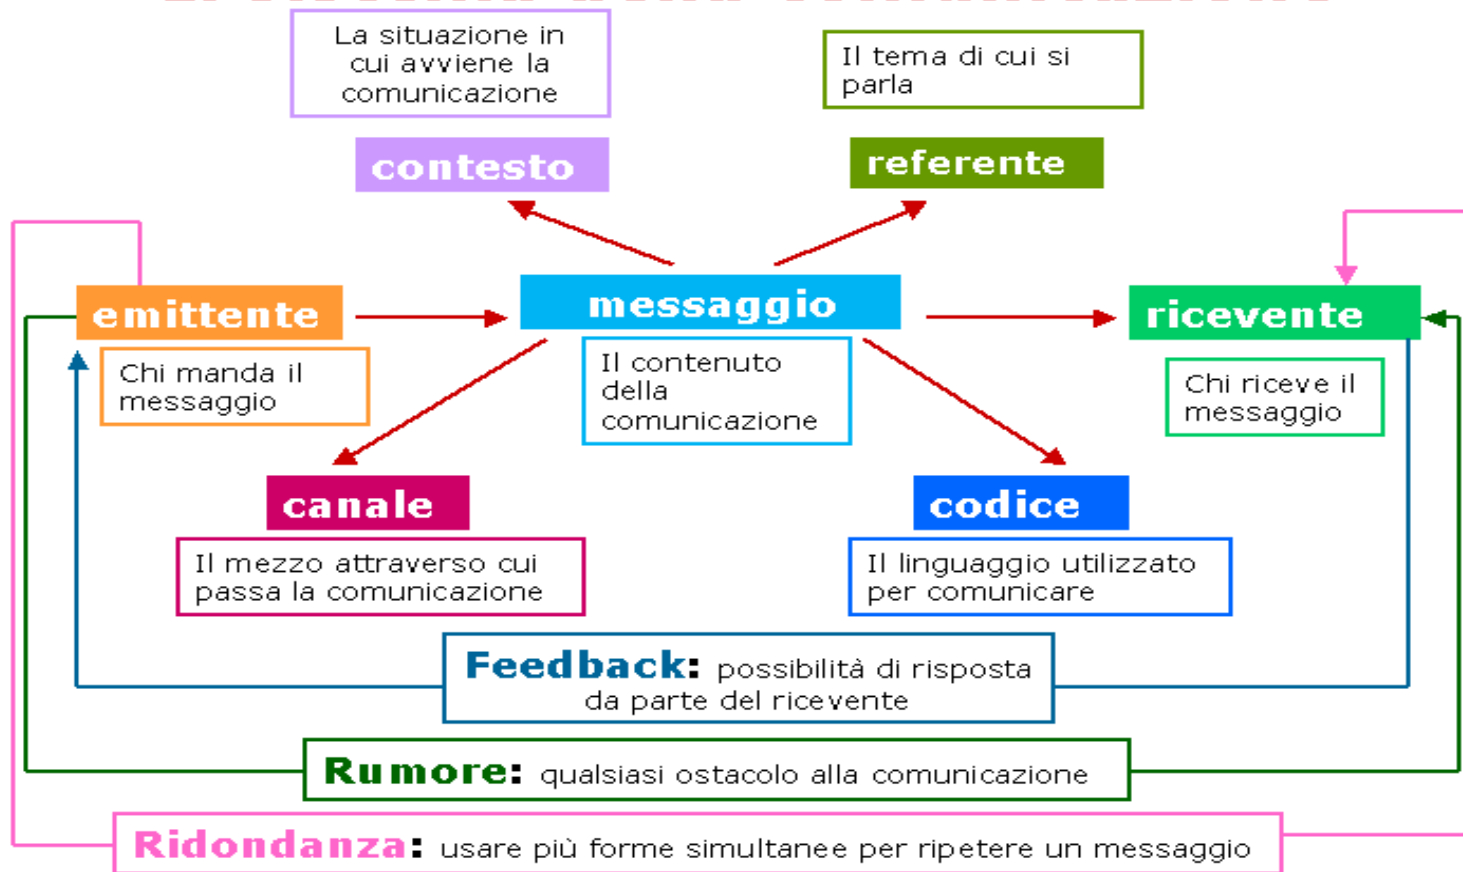 La situazione in
cui avviene la
comunicazione
Il tema di cui si
parla
contesto
referente
emittente
messaggio
ricevente
Chi manda il
messaggio
Il contenuto
della
comunicazione
Chi riceve il
messaggio
canale
codice
Il mezzo attraverso cui
passa la comunicazione
Il linguaggio utilizzato
per comunicare
Feedback: possibilità di risposta
da parte del ricevente
Rumore: qualsiasi ostacolo alla comunicazione
Ridondanza: usare più forme simultanee per ripetere un messaggio